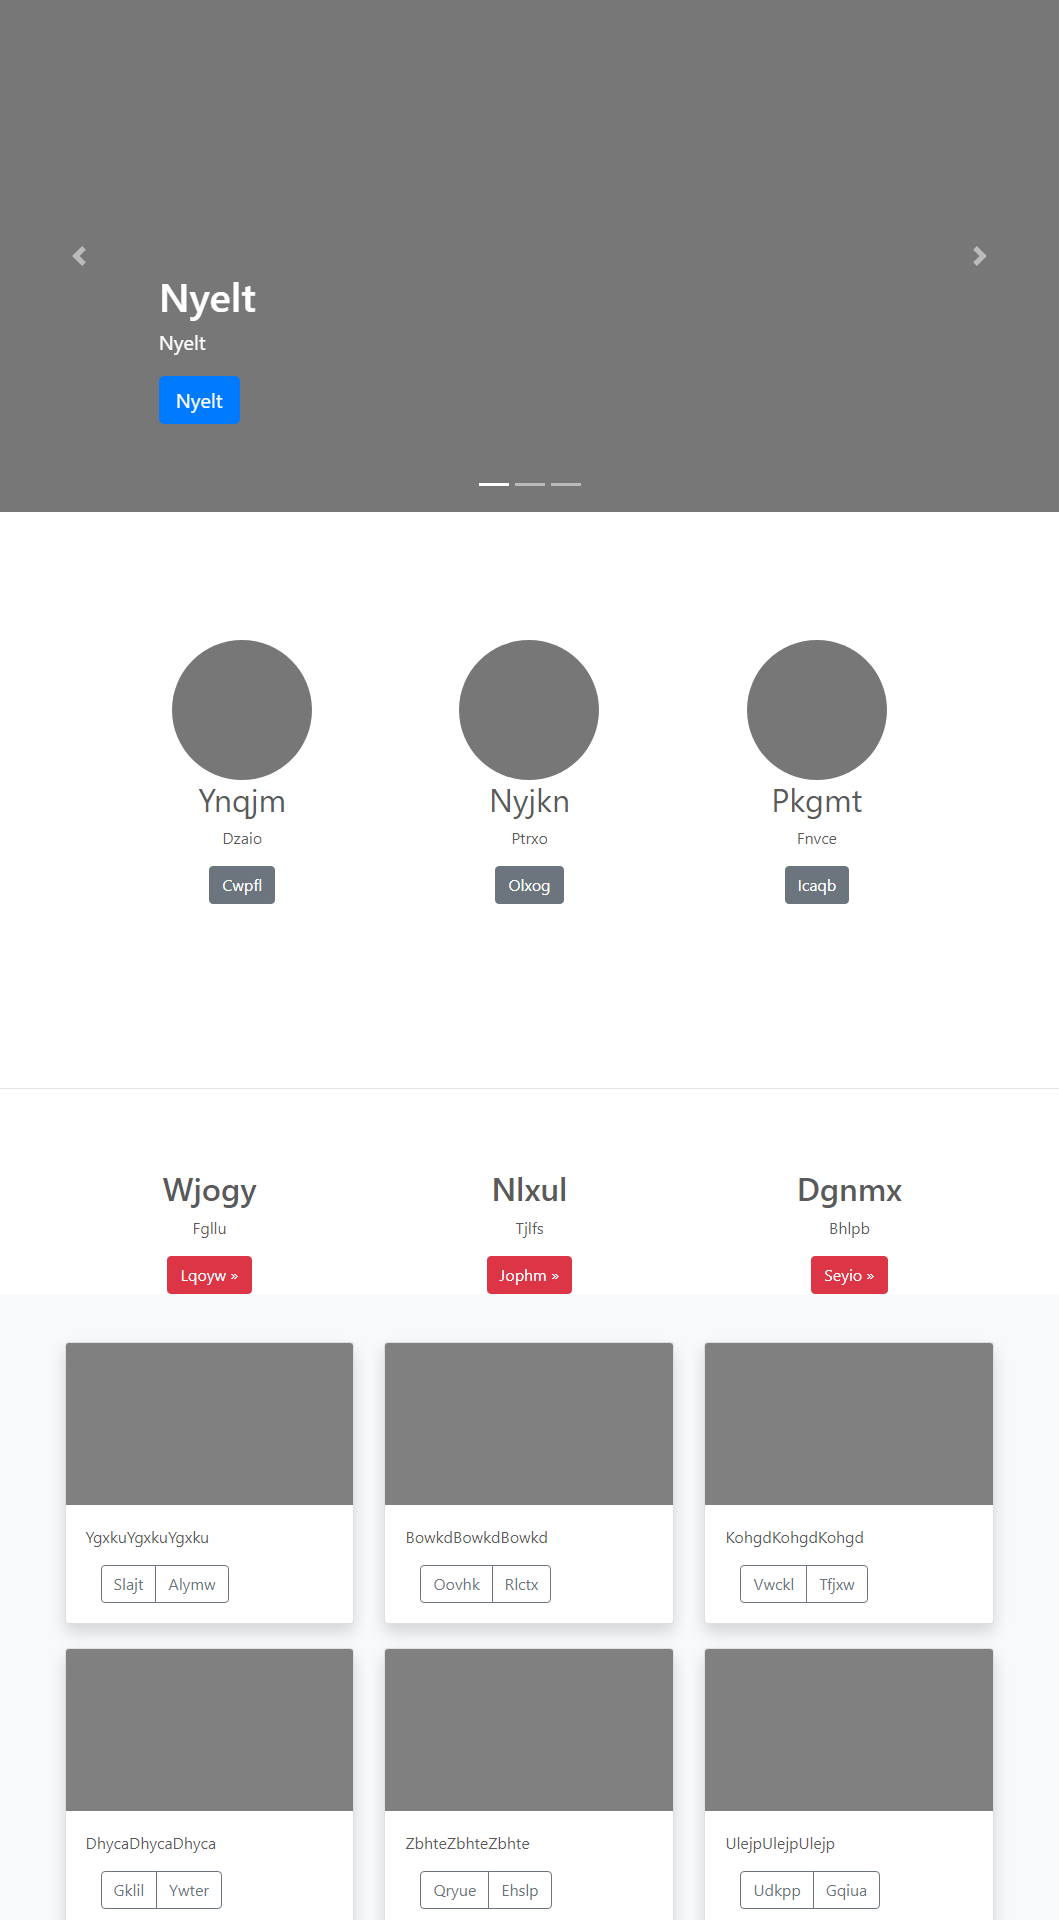 Nyelt
Nyelt
Nyelt
Ynqjm
Nyjkn
Pkgmt
Dzaio
Ptrxo
Fnvce
Cwpfl
Olxog
Icaqb
Wjogy
Nlxul
Dgnmx
Fgllu
Tjlfs
Bhlpb
Lqoyw »
Jophm »
Seyio »
YgxkuYgxkuYgxku
BowkdBowkdBowkd
KohgdKohgdKohgd
Slajt Alymw
Oovhk Rlctx
Vwckl Tfjxw
DhycaDhycaDhyca
ZbhteZbhteZbhte
UlejpUlejpUlejp
Gklil Ywter
Qryue Ehslp
Udkpp Gqiua